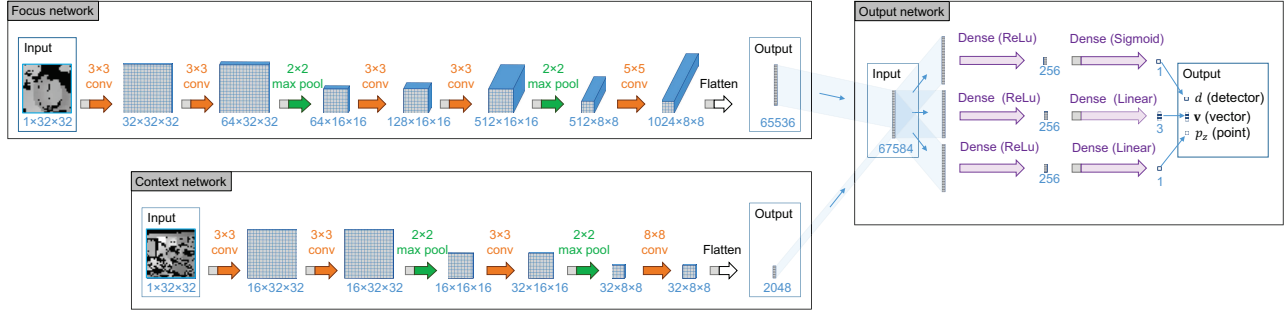 Focus network
Input
1×32×32
3×3
conv
32×32×32
3×3
conv
64×32×32
2×2
max pool
64×16×16
3×3
conv
128×16×16
3×3
conv
512×16×16
2×2
max pool
512×8×8
5×5
conv
1024×8×8
Flatten
Output
65536
Context network
Input
1×32×32
3×3
conv
16×32×32
3×3
conv
16×32×32
2×2
max pool
16×16×16
3×3
conv
32×16×16
2×2
max pool
32×8×8
8×8
conv
32×8×8
Flatten
Output
2048
Output network
Input
67584
Dense (ReLu)
256
Dense (Sigmoid)
1
Dense (ReLu)
256
Dense (Linear)
3
Dense (ReLu)
256
Dense (Linear)
1
Output
d (detector)
v (vector)
p_z (point)